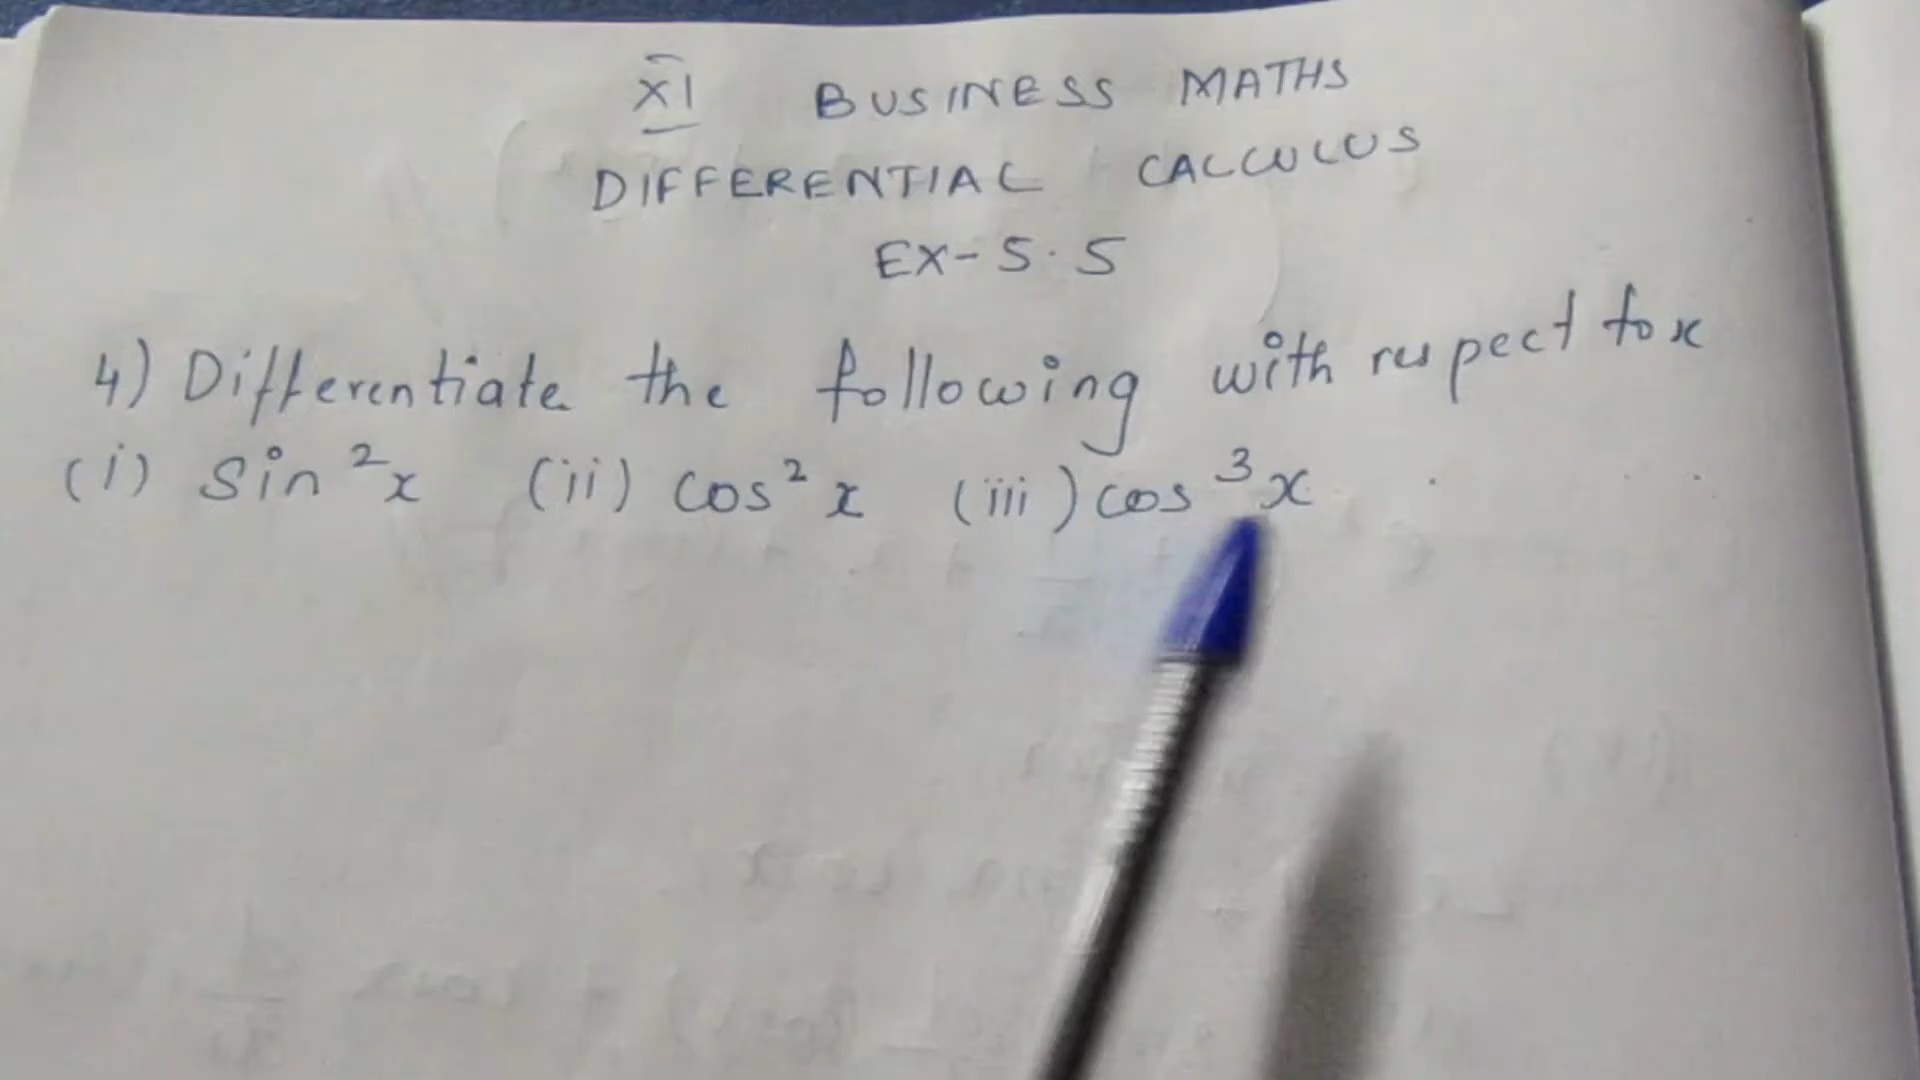 XI BUSINESS MATHS
DIFFERENTIAL CALCULUS
EX-5.5
4) Differentiate the following with respect to x
(i) Sin²x (ii) cos²x (iii) cos³x